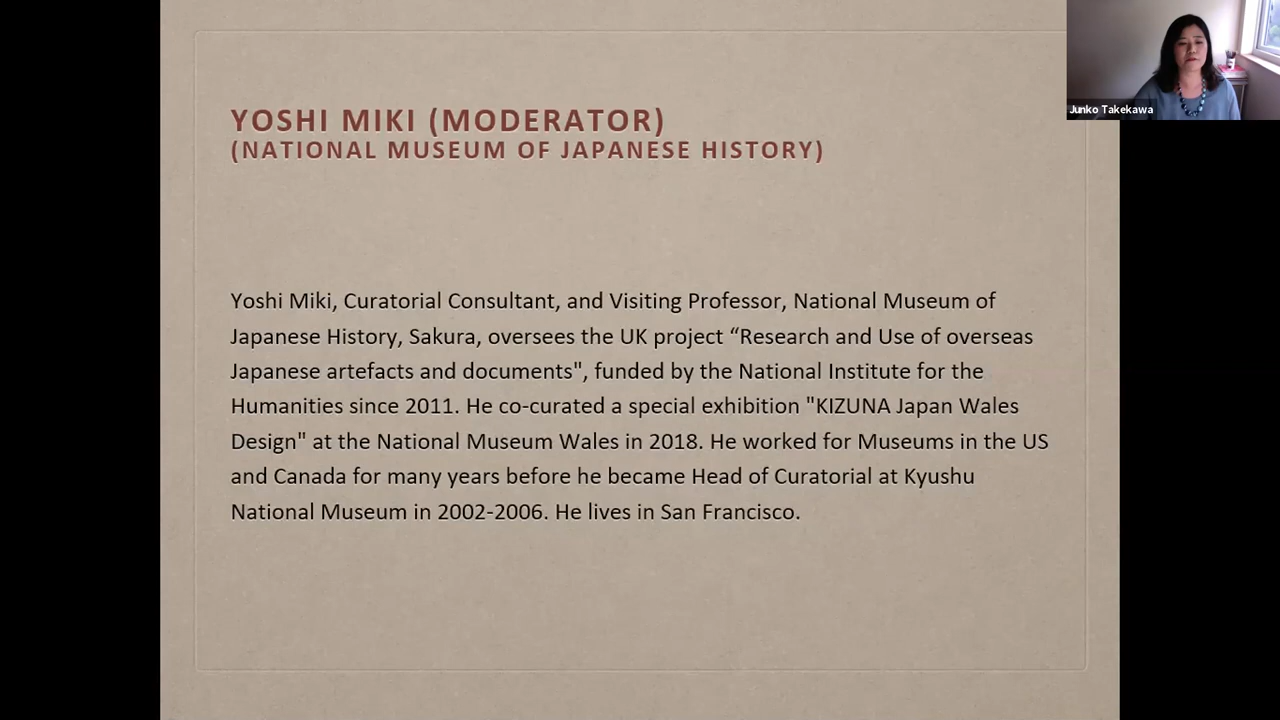 YOSHI MIKI (MODERATOR)
(NATIONAL MUSEUM OF JAPANESE HISTORY)
Junko Takekawa
Yoshi Miki, Curatorial Consultant, and Visiting Professor, National Museum of
Japanese History, Sakura, oversees the UK project “Research and Use of overseas
Japanese artefacts and documents", funded by the National Institute for the
Humanities since 2011. He co-curated a special exhibition "KIZUNA Japan Wales
Design" at the National Museum Wales in 2018. He worked for Museums in the US
and Canada for many years before he became Head of Curatorial at Kyushu
National Museum in 2002-2006. He lives in San Francisco.